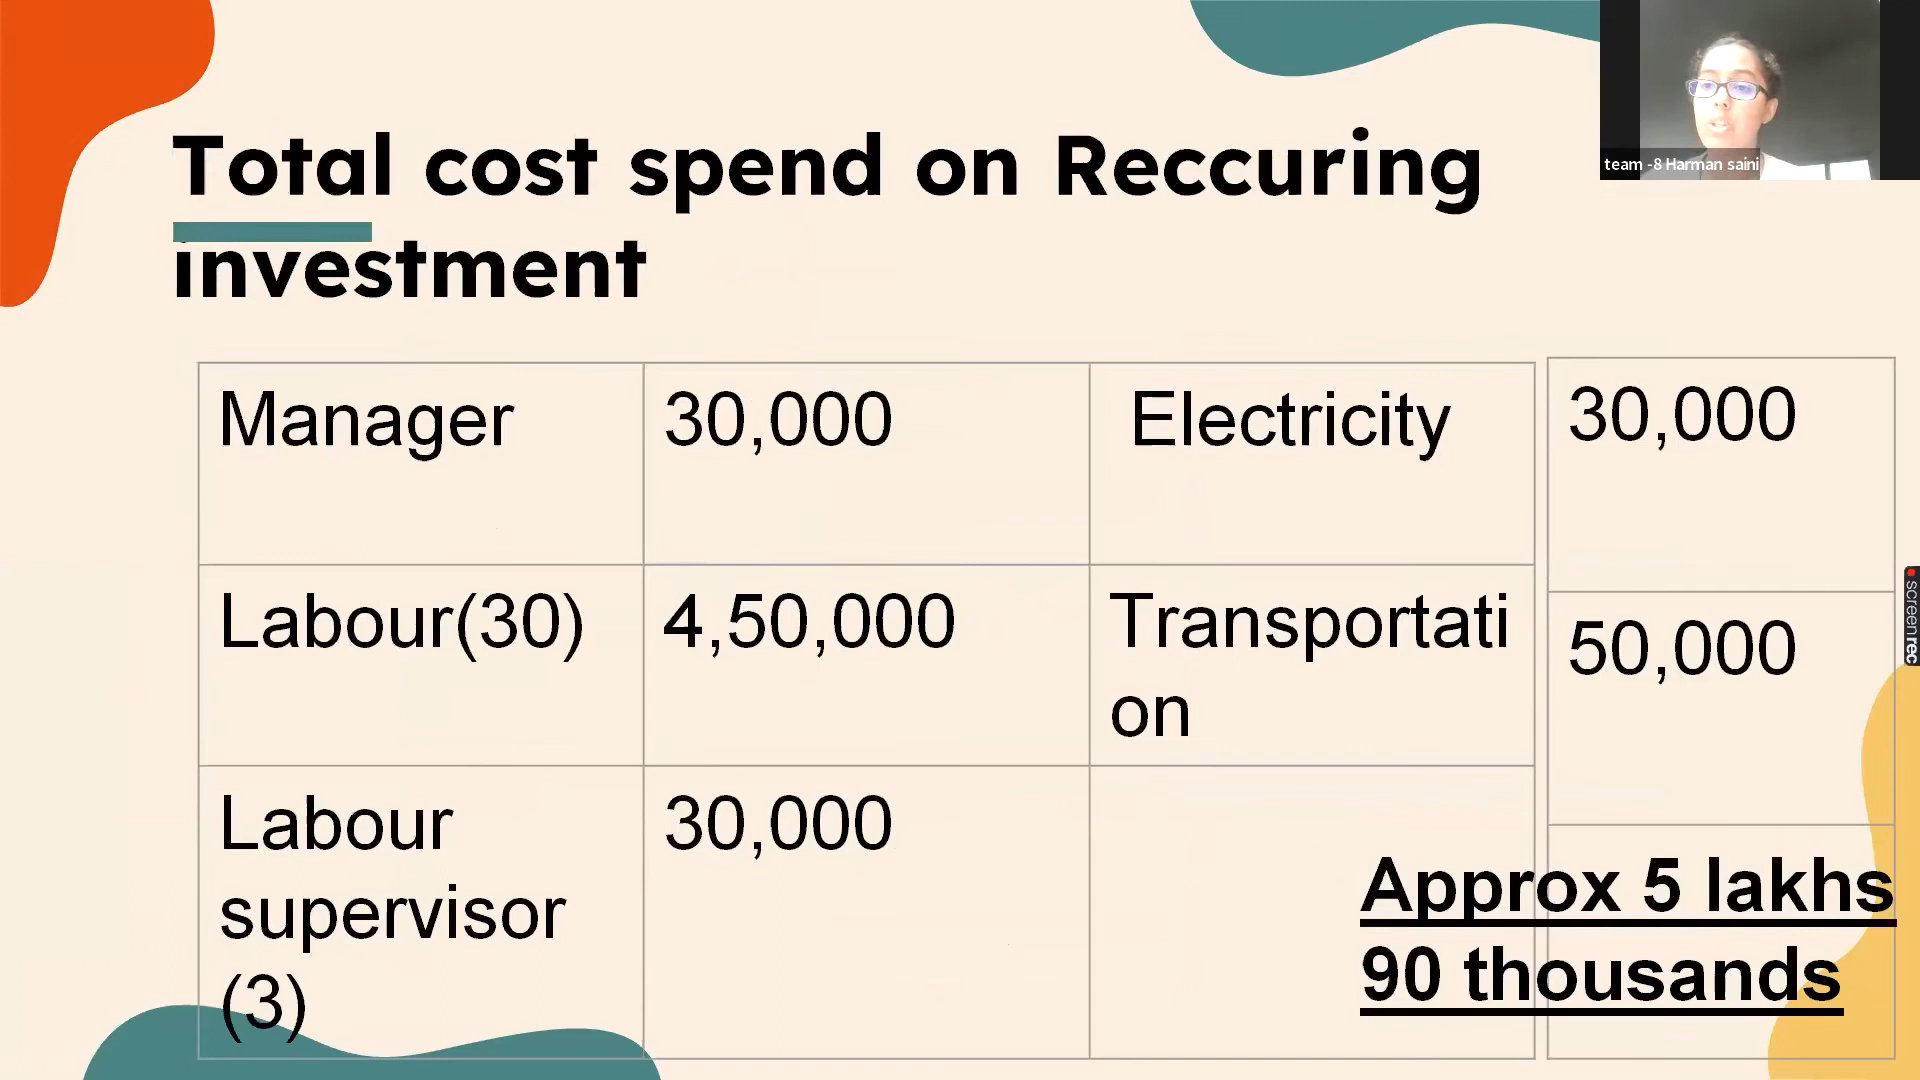 Total cost spend on Reccuring
investment
team -8 Harman saini
Manager
30,000
Electricity
30,000
Labour(30)
4,50,000
Transportati
on
50,000
Labour
supervisor
(3)
30,000
Approx 5 lakhs
90 thousands
screenrec